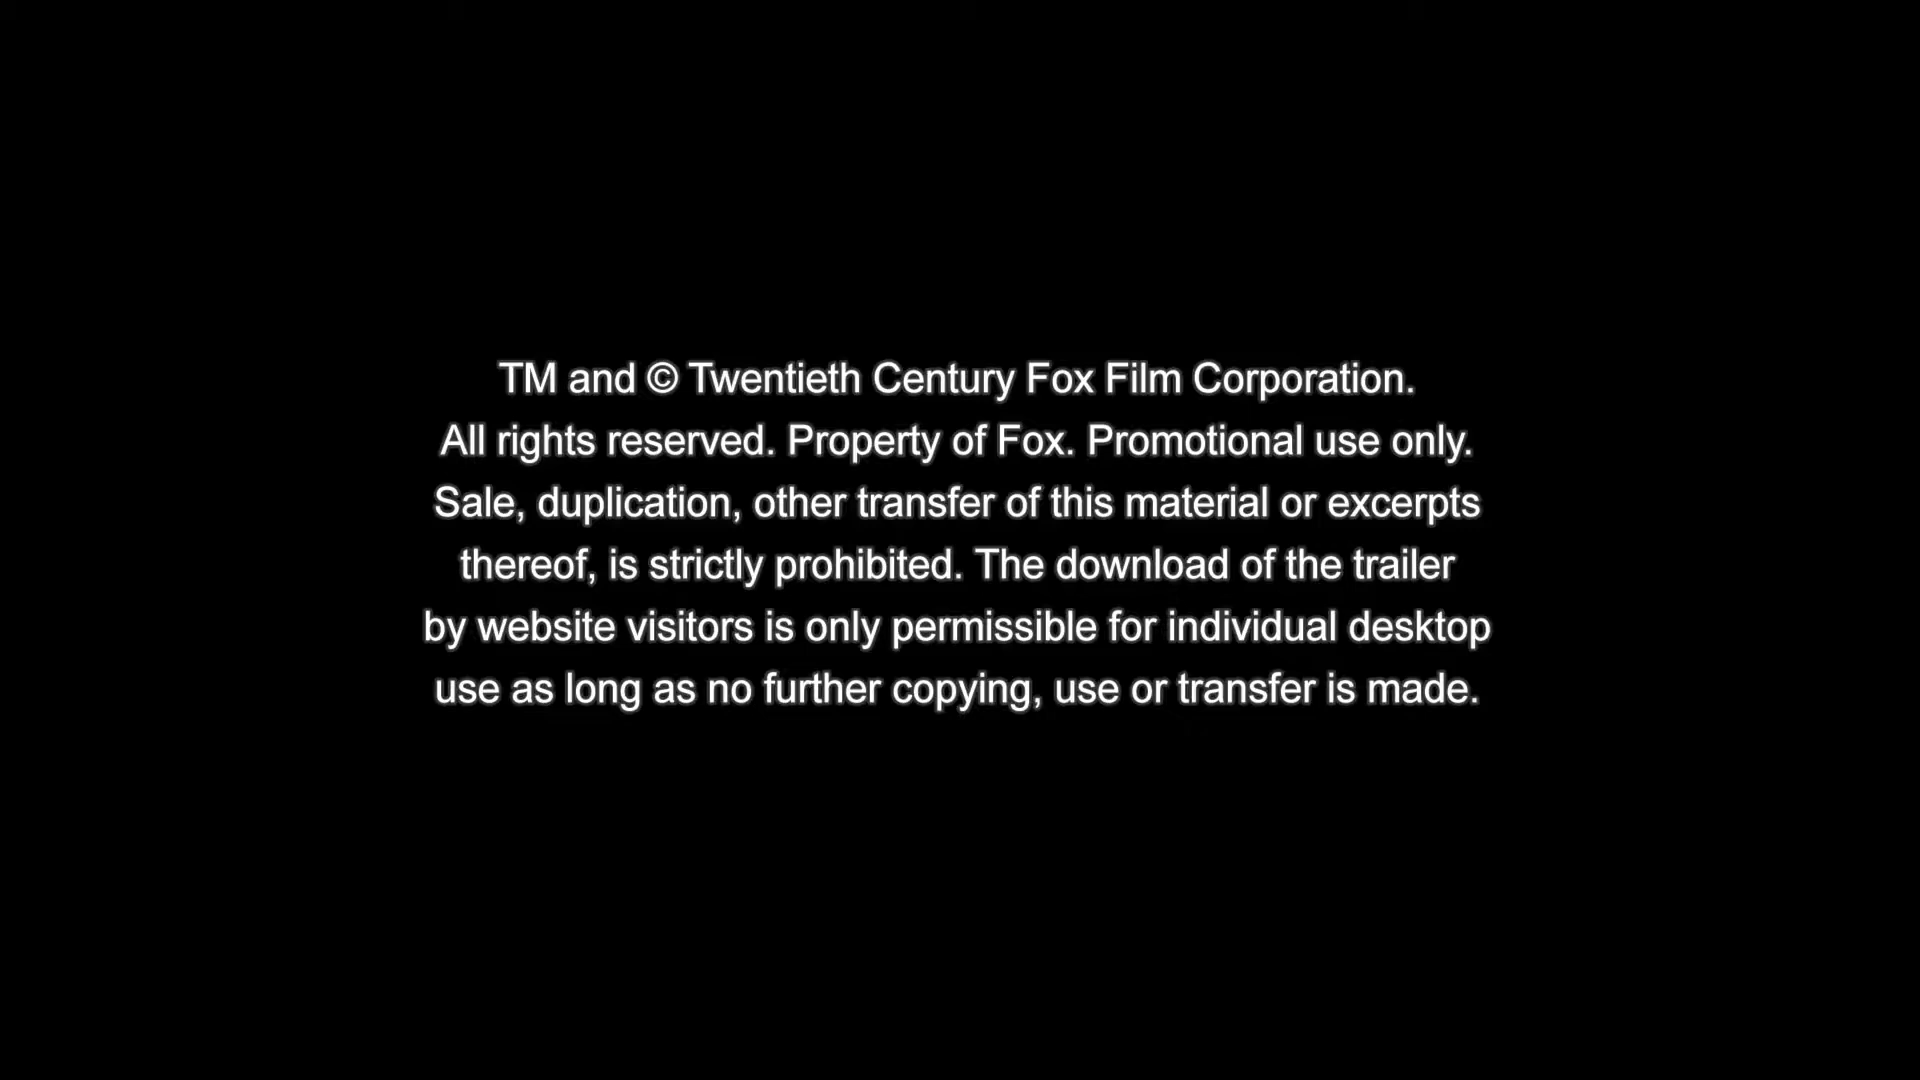 TM and © Twentieth Century Fox Film Corporation.
All rights reserved. Property of Fox. Promotional use only.
Sale, duplication, other transfer of this material or excerpts
thereof, is strictly prohibited. The download of the trailer
by website visitors is only permissible for individual desktop
use as long as no further copying, use or transfer is made.